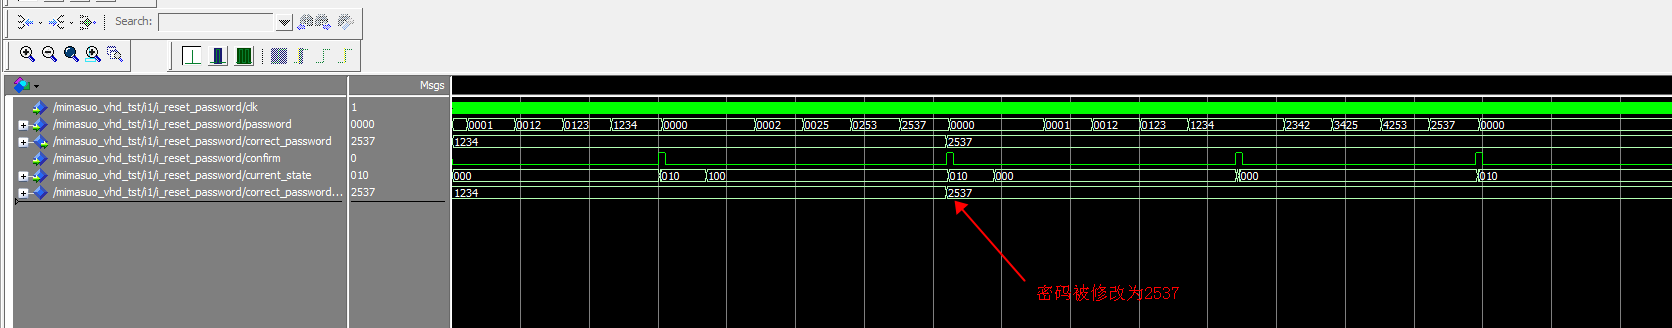 Search:
Msgs
/mimasuo_vhd_tst/i1/i_reset_password/clk 1
/mimasuo_vhd_tst/i1/i_reset_password/password 0000 0001 0012 0123 1234 0000 0002 0025 0253 2537 0000 0001 0012 0123 1234 2342 3425 4253 2537 0000
/mimasuo_vhd_tst/i1/i_reset_password/correct_password 2537 1234 2537
/mimasuo_vhd_tst/i1/i_reset_password/confirm 0
/mimasuo_vhd_tst/i1/i_reset_password/current_state 010 000 010 100 010 000 000 010
/mimasuo_vhd_tst/i1/i_reset_password/correct_password... 2537 1234 2537
密码被修改为2537